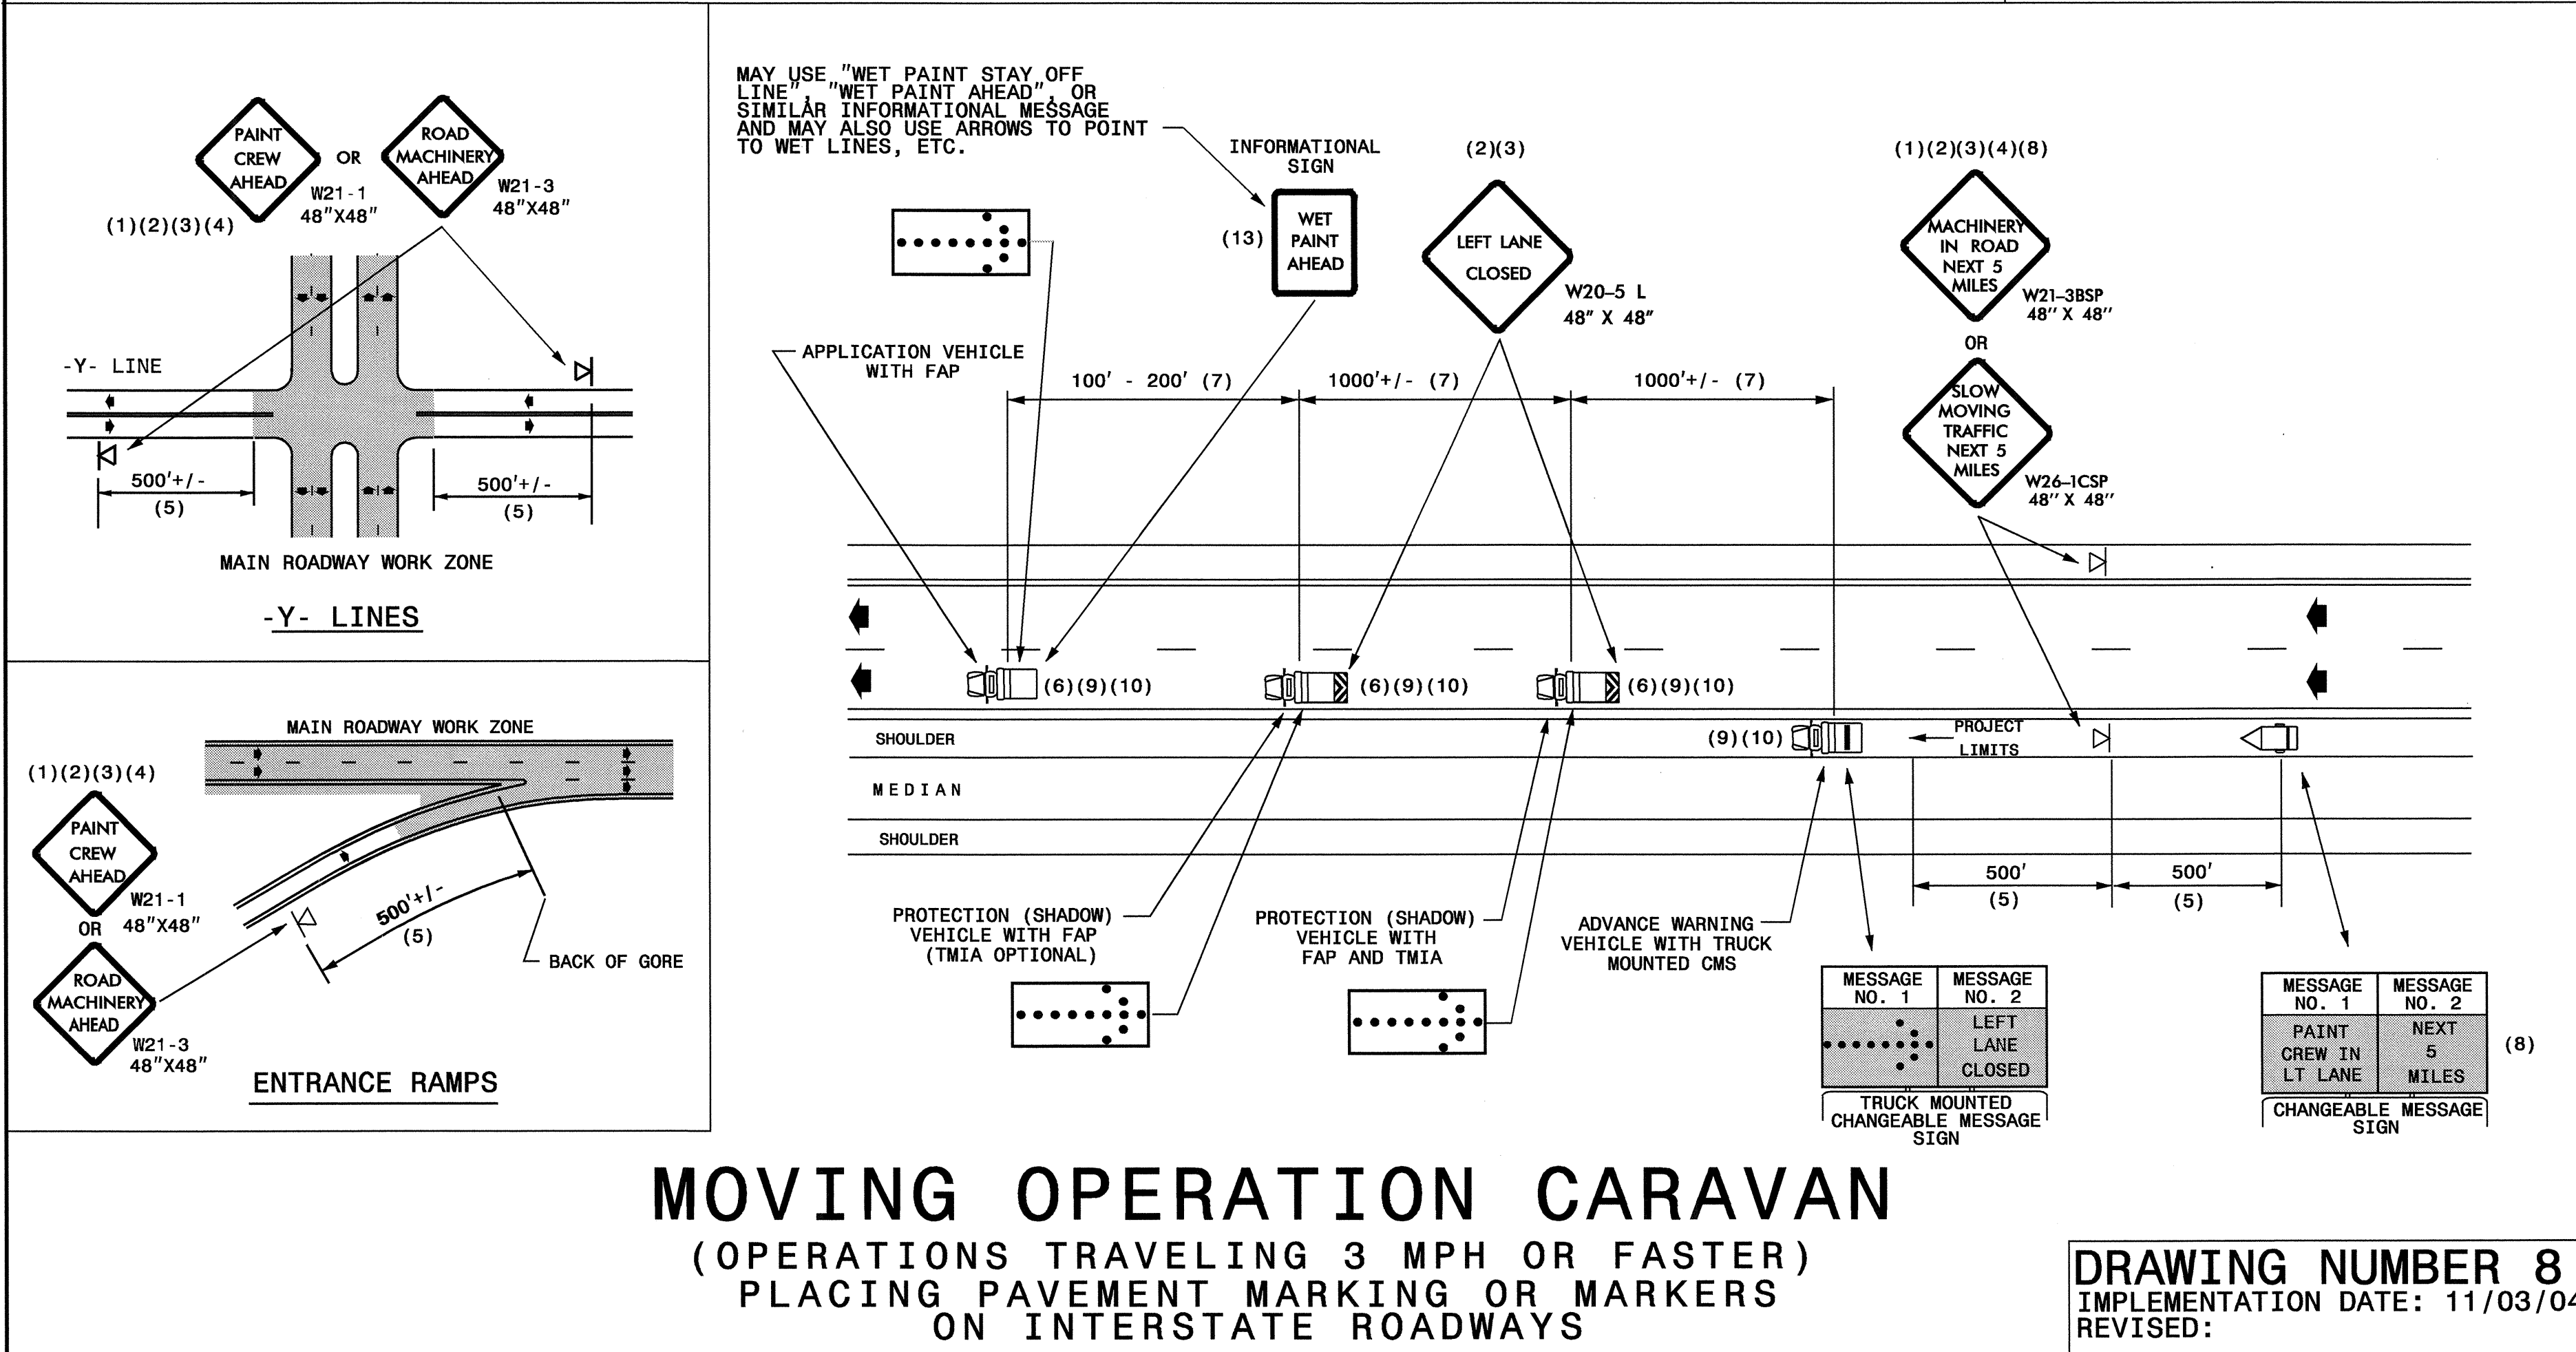 PAINT
CREW
AHEAD
W21-1
48"X48"
OR
ROAD
MACHINERY
AHEAD
W21-3
48"X48"
(1)(2)(3)(4)
-Y- LINE
500'+/-
(5)
500'+/-
(5)
MAIN ROADWAY WORK ZONE
-Y- LINES
MAIN ROADWAY WORK ZONE
(1)(2)(3)(4)
PAINT
CREW
AHEAD
W21-1
48"X48"
OR
ROAD
MACHINERY
AHEAD
W21-3
48"X48"
500'+/-
(5)
BACK OF GORE
ENTRANCE RAMPS
MAY USE "WET PAINT STAY OFF
LINE", "WET PAINT AHEAD", OR
SIMILAR INFORMATIONAL MESSAGE
AND MAY ALSO USE ARROWS TO POINT
TO WET LINES, ETC.
INFORMATIONAL
SIGN
(13)
WET
PAINT
AHEAD
(2)(3)
LEFT LANE
CLOSED
W20-5 L
48" X 48"
(1)(2)(3)(4)(8)
MACHINERY
IN ROAD
NEXT 5
MILES
W21-3BSP
48" X 48"
OR
SLOW
MOVING
TRAFFIC
NEXT 5
MILES
W26-1CSP
48" X 48"
APPLICATION VEHICLE
WITH FAP
100' - 200' (7)
1000'+/- (7)
1000'+/- (7)
(6)(9)(10)
(6)(9)(10)
(6)(9)(10)
SHOULDER
(9)(10)
PROJECT
LIMITS
MEDIAN
SHOULDER
500'
(5)
500'
(5)
PROTECTION (SHADOW)
VEHICLE WITH FAP
(TMIA OPTIONAL)
PROTECTION (SHADOW)
VEHICLE WITH
FAP AND TMIA
ADVANCE WARNING
VEHICLE WITH TRUCK
MOUNTED CMS
MESSAGE
NO. 1
MESSAGE
NO. 2
LEFT
LANE
CLOSED
TRUCK MOUNTED
CHANGEABLE MESSAGE
SIGN
MESSAGE
NO. 1
MESSAGE
NO. 2
PAINT
CREW IN
LT LANE
NEXT
5
MILES
(8)
CHANGEABLE MESSAGE
SIGN
MOVING OPERATION CARAVAN
(OPERATIONS TRAVELING 3 MPH OR FASTER)
PLACING PAVEMENT MARKING OR MARKERS
ON INTERSTATE ROADWAYS
DRAWING NUMBER 8
IMPLEMENTATION DATE: 11/03/04
REVISED: